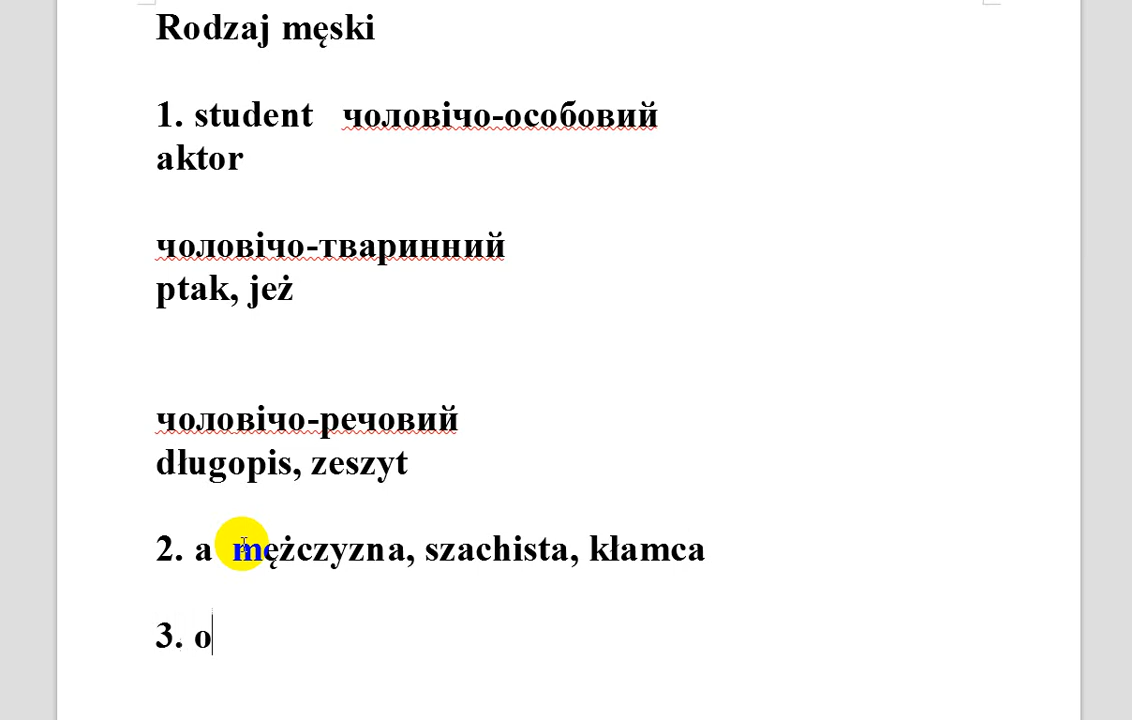 Rodzaj męski
1. student чоловічо-особовий
aktor
чоловічо-тваринний
ptak, jeż
чоловічо-речовий
długopis, zeszyt
2. a mężczyzna, szachista, kłamca
3. o